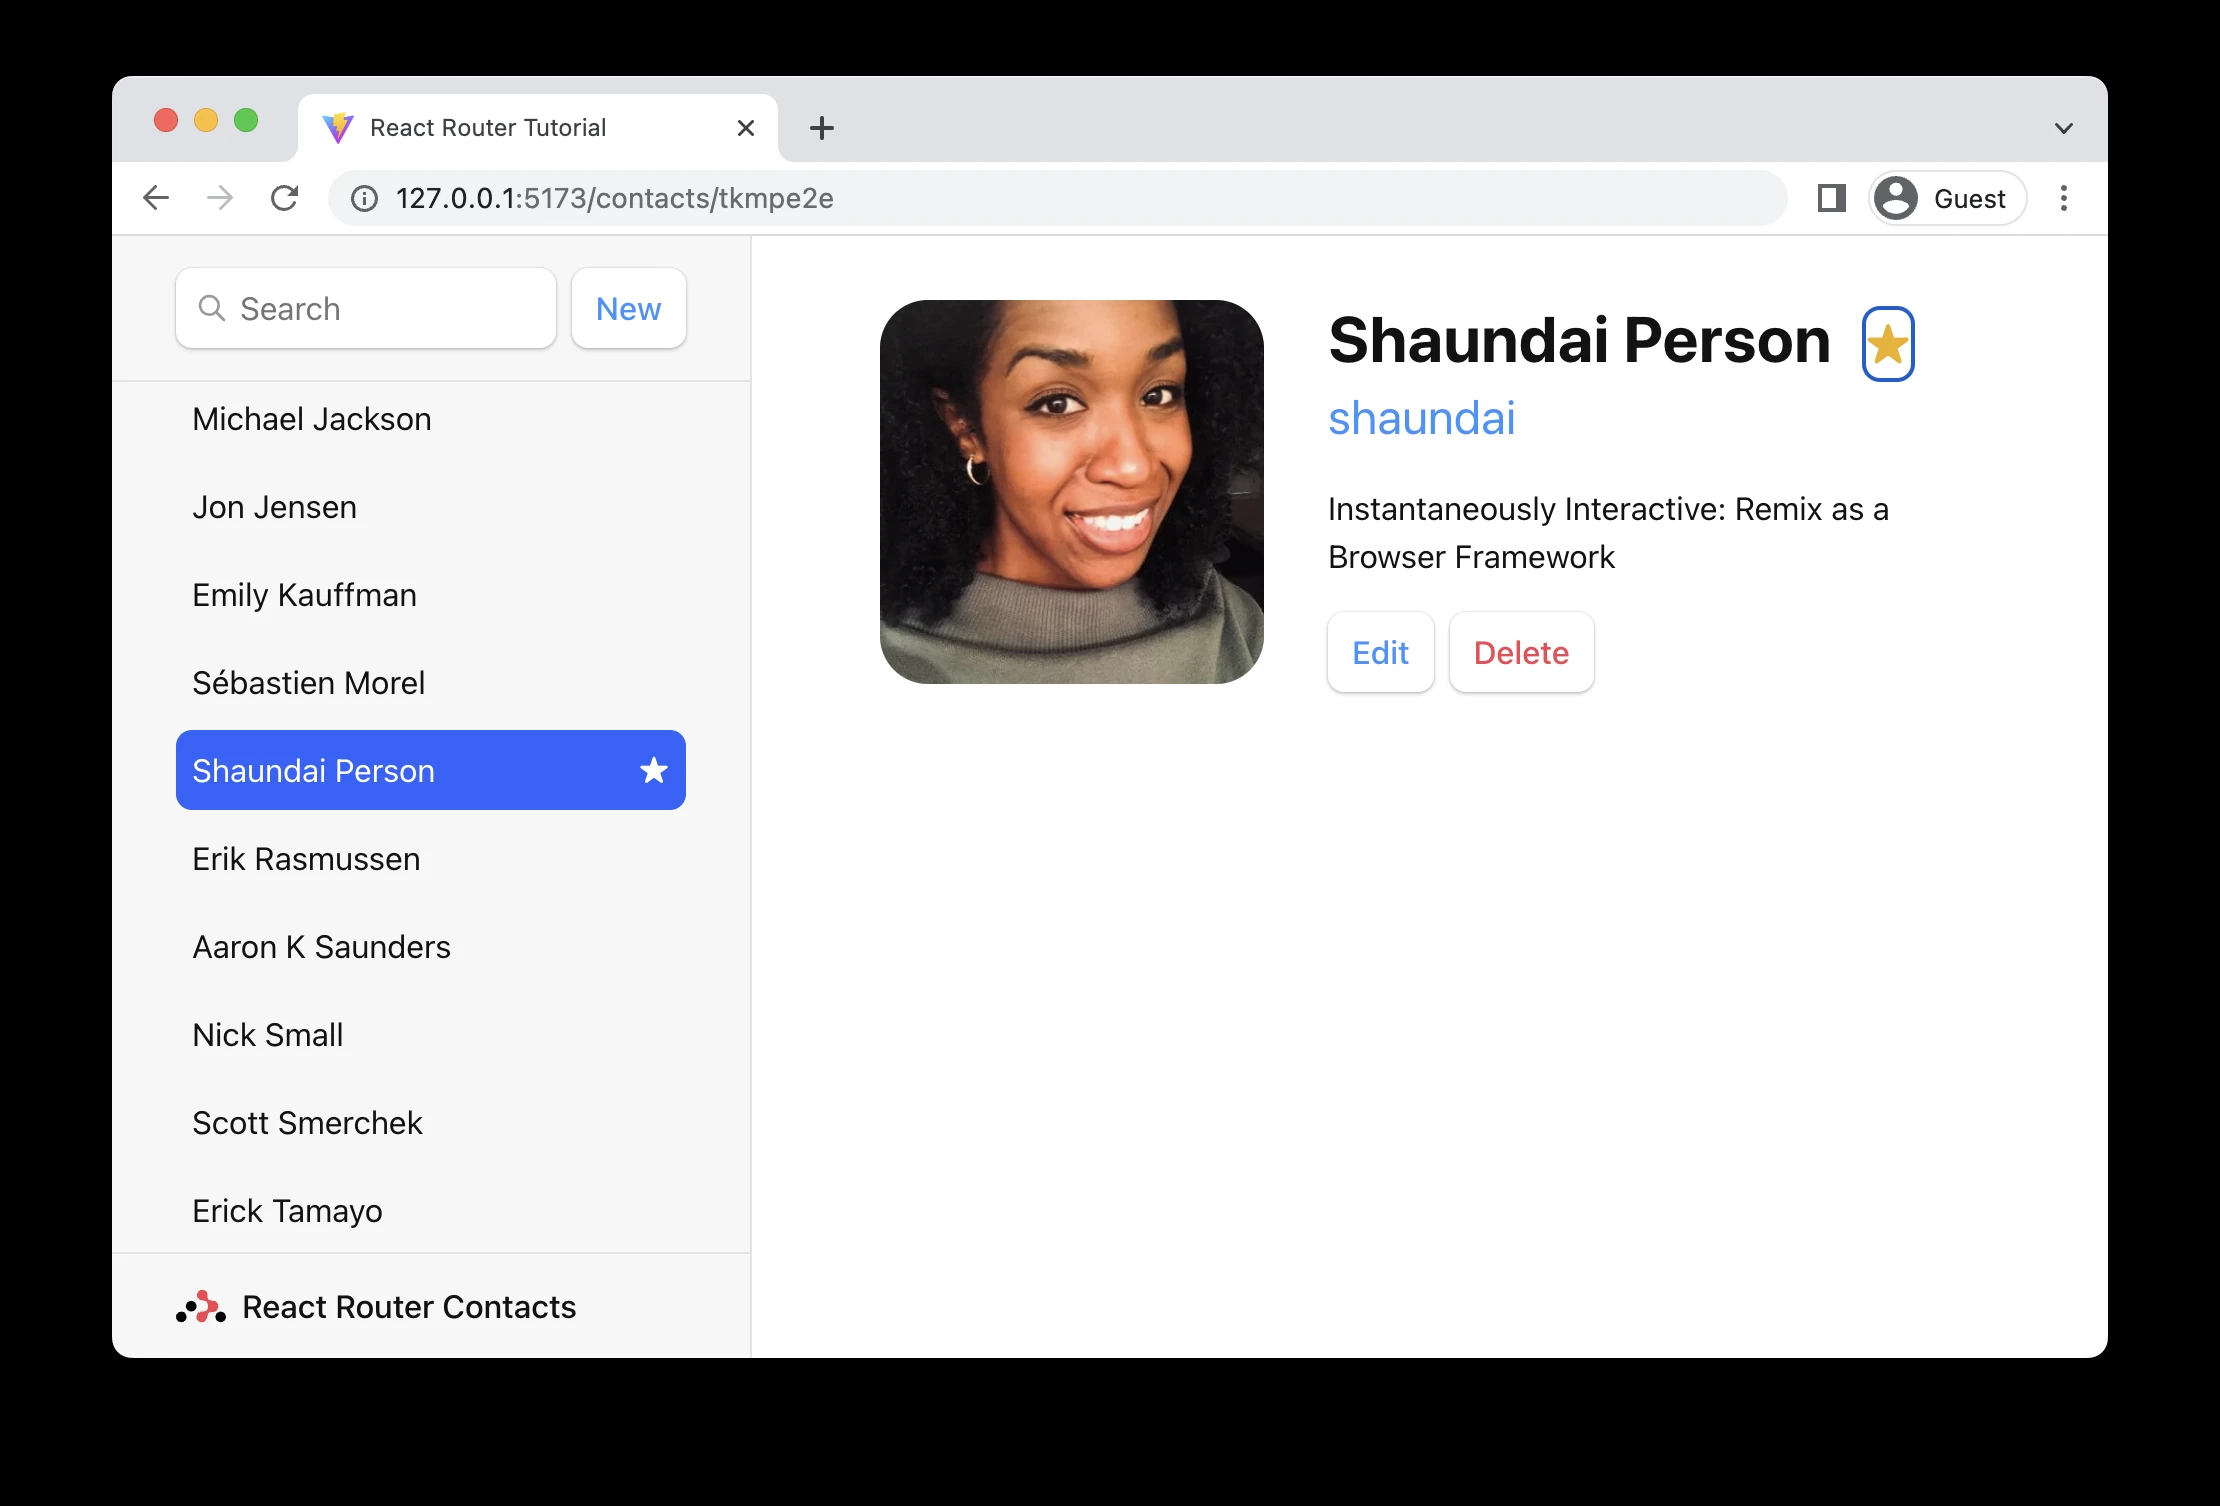 React Router Tutorial
127.0.0.1:5173/contacts/tkmpe2e
Guest
Search
New
Michael Jackson
Jon Jensen
Emily Kauffman
Sébastien Morel
Shaundai Person
Erik Rasmussen
Aaron K Saunders
Nick Small
Scott Smerchek
Erick Tamayo
React Router Contacts
Shaundai Person
shaundai
Instantaneously Interactive: Remix as a
Browser Framework
Edit
Delete